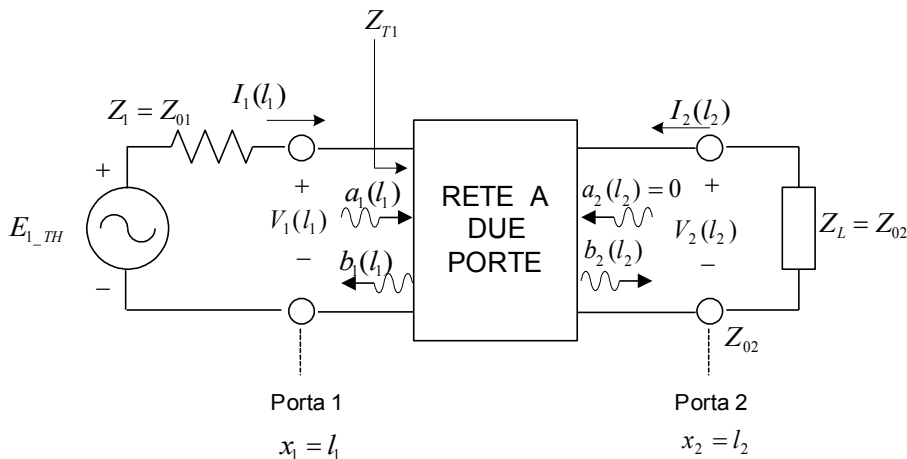 Z_{T1}
I_1(l_1)
I_2(l_2)
Z_1 = Z_{01}
+
E_{1\_TH}
−
+
V_1(l_1)
−
a_1(l_1)
b_1(l_1)
RETE A
DUE
PORTE
a_2(l_2) = 0
b_2(l_2)
+
V_2(l_2)
−
Z_L = Z_{02}
Z_{02}
Porta 1
x_1 = l_1
Porta 2
x_2 = l_2